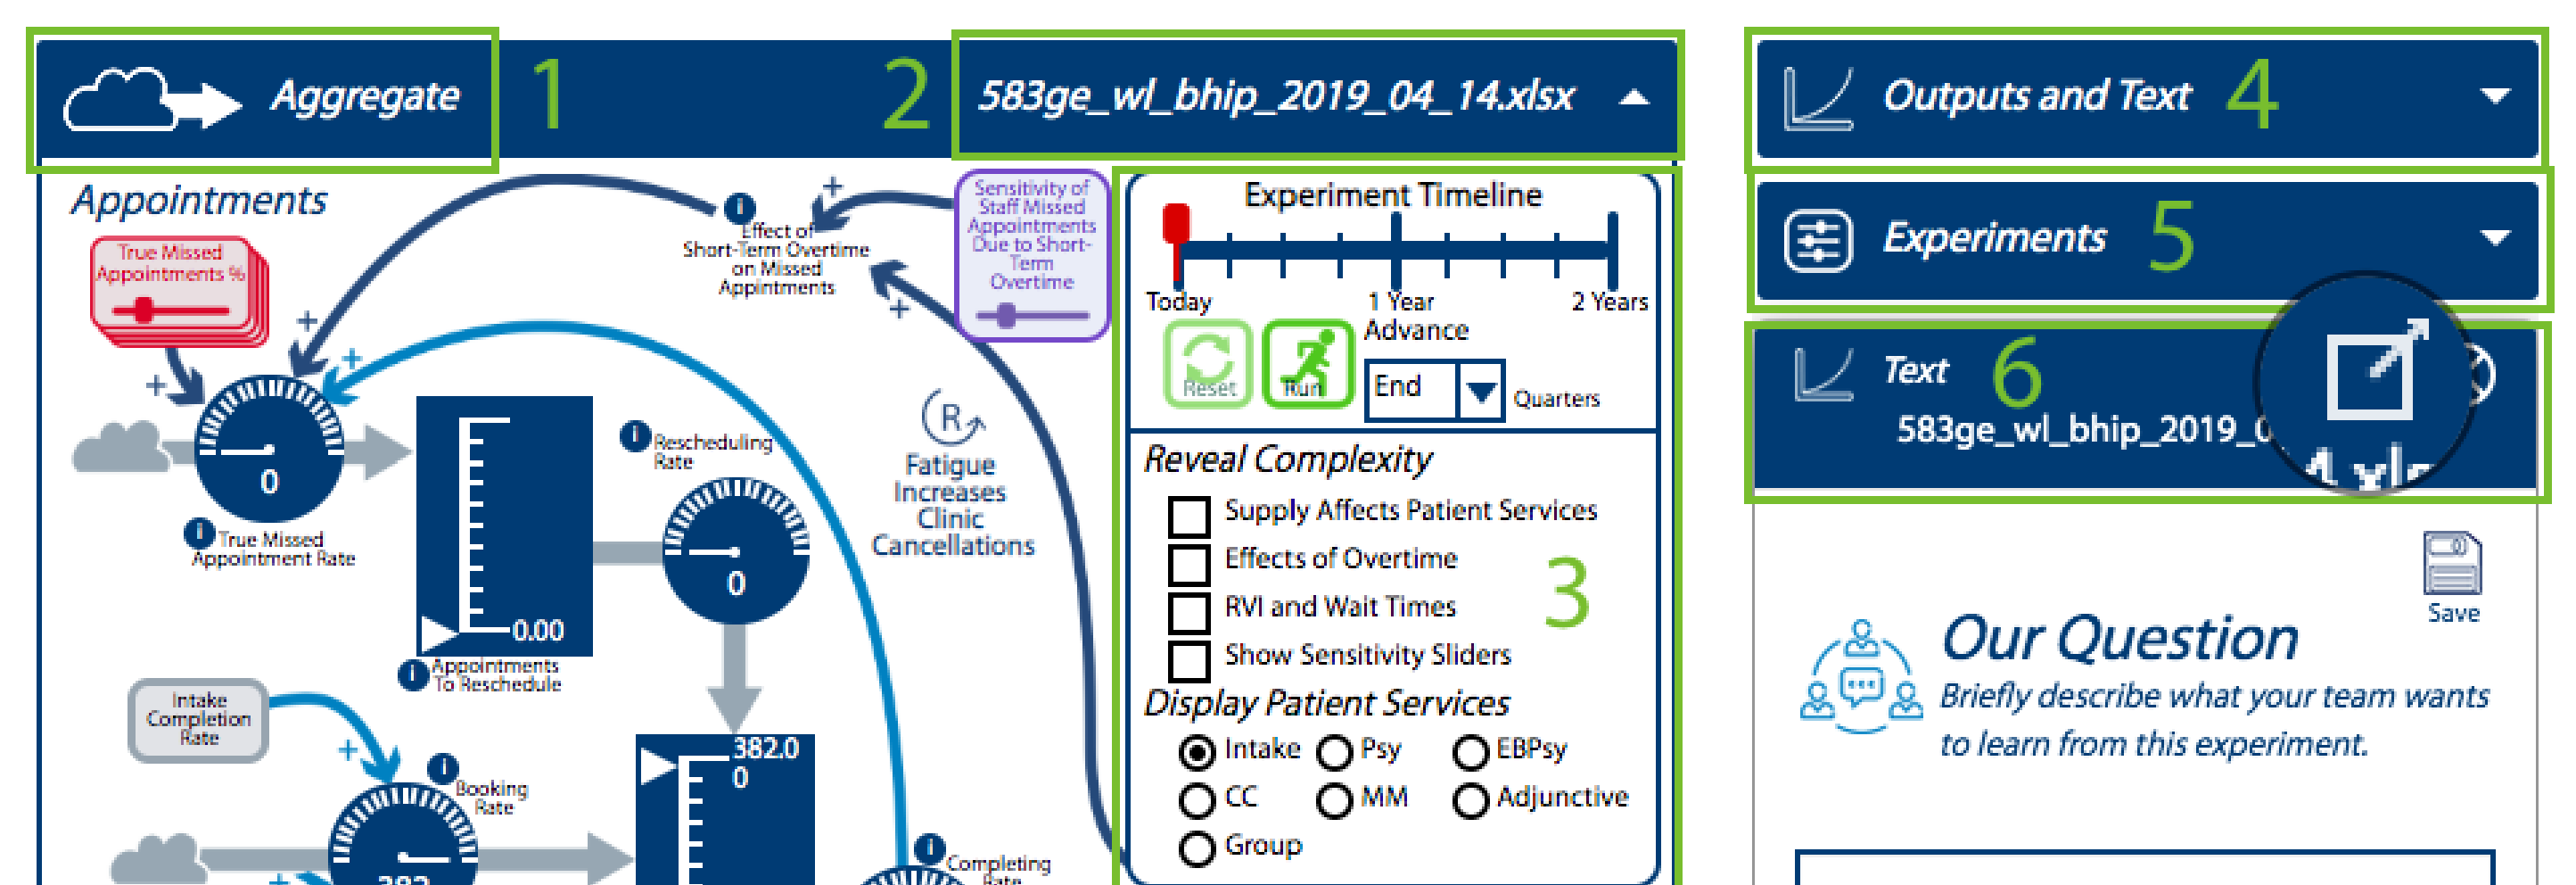 Aggregate
1
2
583ge_wl_bhip_2019_04_14.xlsx
Appointments
True Missed
Appointments %
+
+
+
0
i True Missed
Appointment Rate
i
Effect of
Short-Term Overtime
on Missed
Appointments
+
+
Sensitivity of
Staff Missed
Appointments
Due to Short-
Term
Overtime
0.00
i Appointments
To Reschedule
i Rescheduling
Rate
0
R
Fatigue
Increases
Clinic
Cancellations
Intake
Completion
Rate
+
i
Booking
Rate
382
+
382.0
0
i
Completing
Rate
Experiment Timeline
Today
1 Year
2 Years
Reset
Run
Advance
End
Quarters
Reveal Complexity
Supply Affects Patient Services
Effects of Overtime
RVI and Wait Times
Show Sensitivity Sliders
3
Display Patient Services
Intake Psy EBPsy
CC MM Adjunctive
Group
Outputs and Text 4
Experiments 5
Text 6
583ge_wl_bhip_2019_0
4.xls
Save
Our Question
Briefly describe what your team wants
to learn from this experiment.